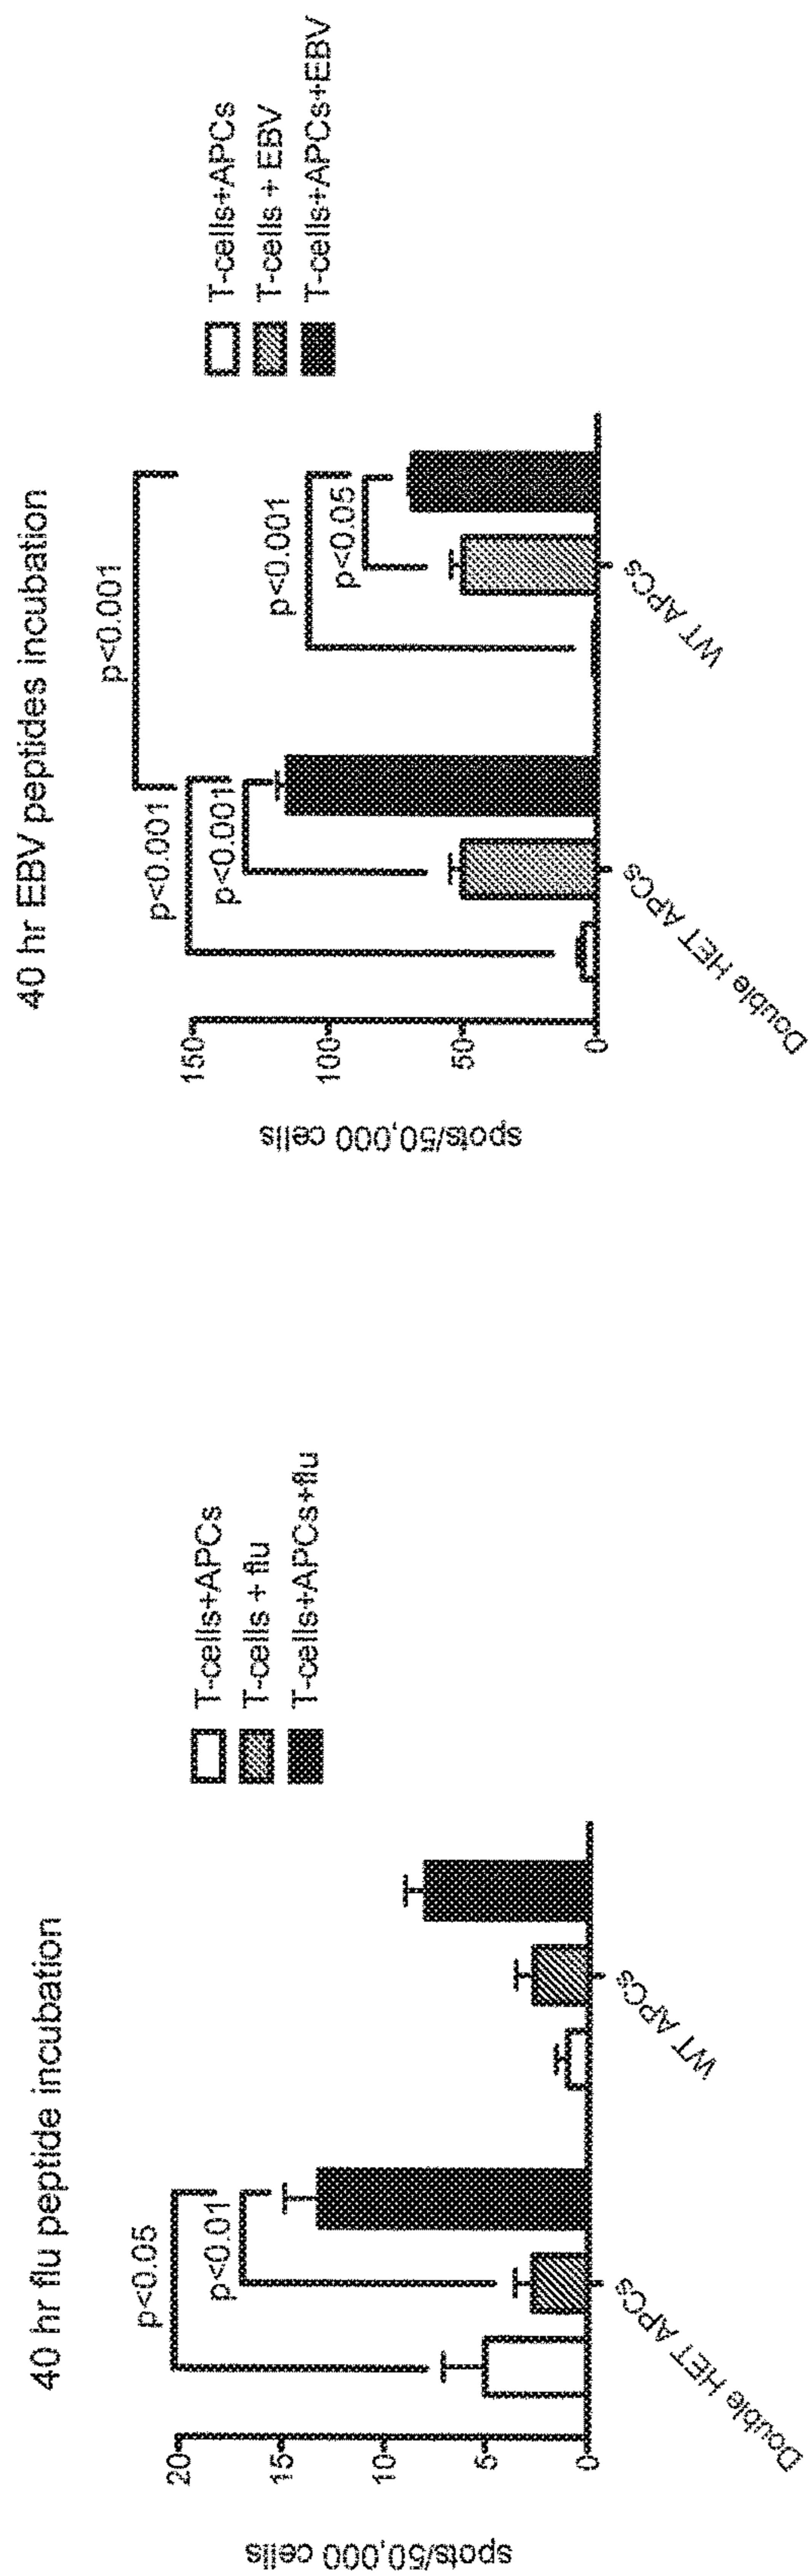 40 hr flu peptide incubation
T-cells+APCs
T-cells + flu
T-cells+APCs+flu
p<0.05
p<0.01
20
15
10
5
0
spots/50,000 cells
Double HET APCs
WT APCs
40 hr EBV peptides incubation
T-cells+APCs
T-cells + EBV
T-cells+APCs+EBV
p<0.001
p<0.001
p<0.001
p<0.001
p<0.05
150
100
50
0
spots/50,000 cells
Double HET APCs
WT APCs